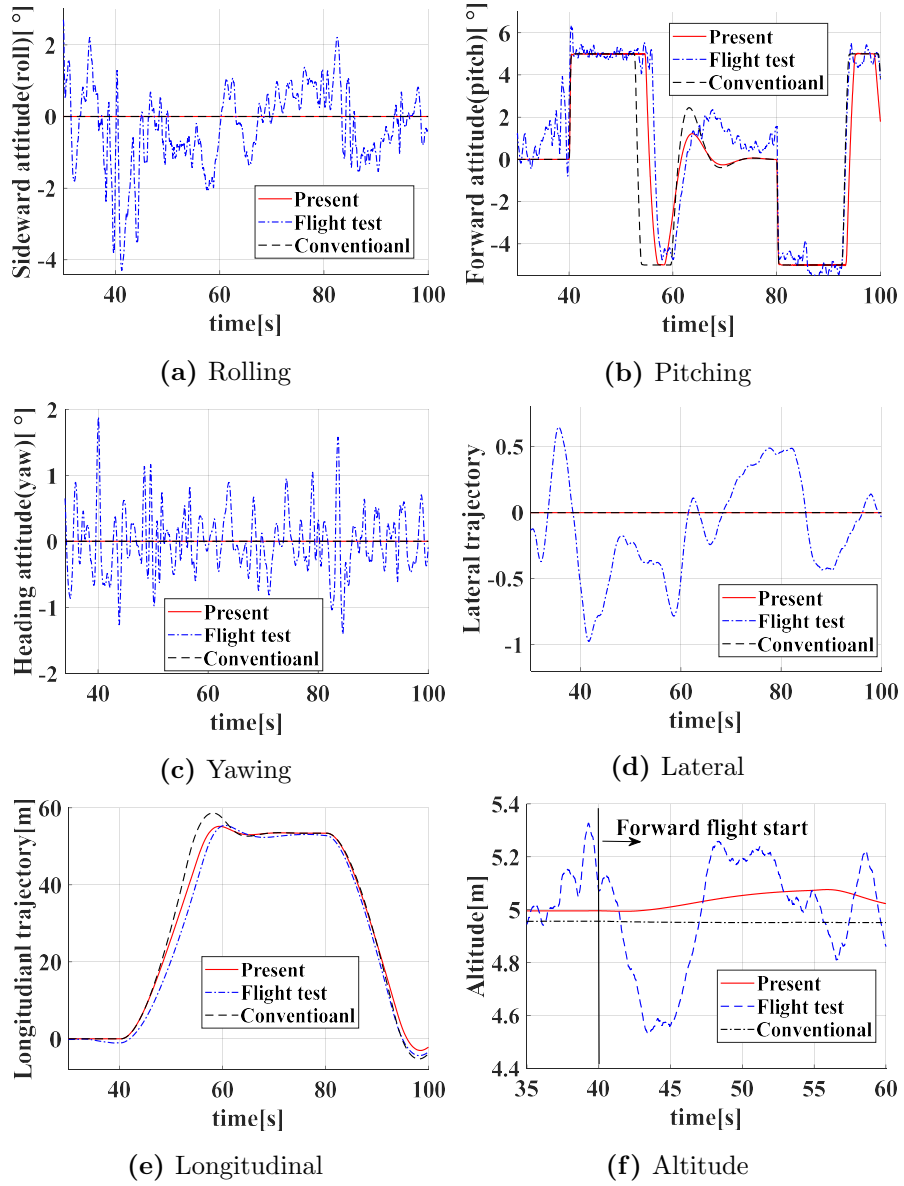 Sideward attitude(roll)[ °]
2
0
-2
-4
Present
Flight test
Conventioanl
40
60
80
100
time[s]
(a) Rolling
Forward attitude(pitch)[ °]
6
4
2
0
-2
-4
Present
Flight test
Conventioanl
40
60
80
100
time[s]
(b) Pitching
Heading attitude(yaw)[ °]
2
1
0
-1
-2
Present
Flight test
Conventioanl
40
60
80
100
time[s]
(c) Yawing
Lateral trajectory
0.5
0
-0.5
-1
Present
Flight test
Conventioanl
40
60
80
100
time[s]
(d) Lateral
Longitudianl trajectory[m]
60
40
20
0
Present
Flight test
Conventioanl
40
60
80
100
time[s]
(e) Longitudinal
Altitude[m]
5.4
5.2
5
4.8
4.6
4.4
Forward flight start
Present
Flight test
Conventional
35
40
45
50
55
60
time[s]
(f) Altitude